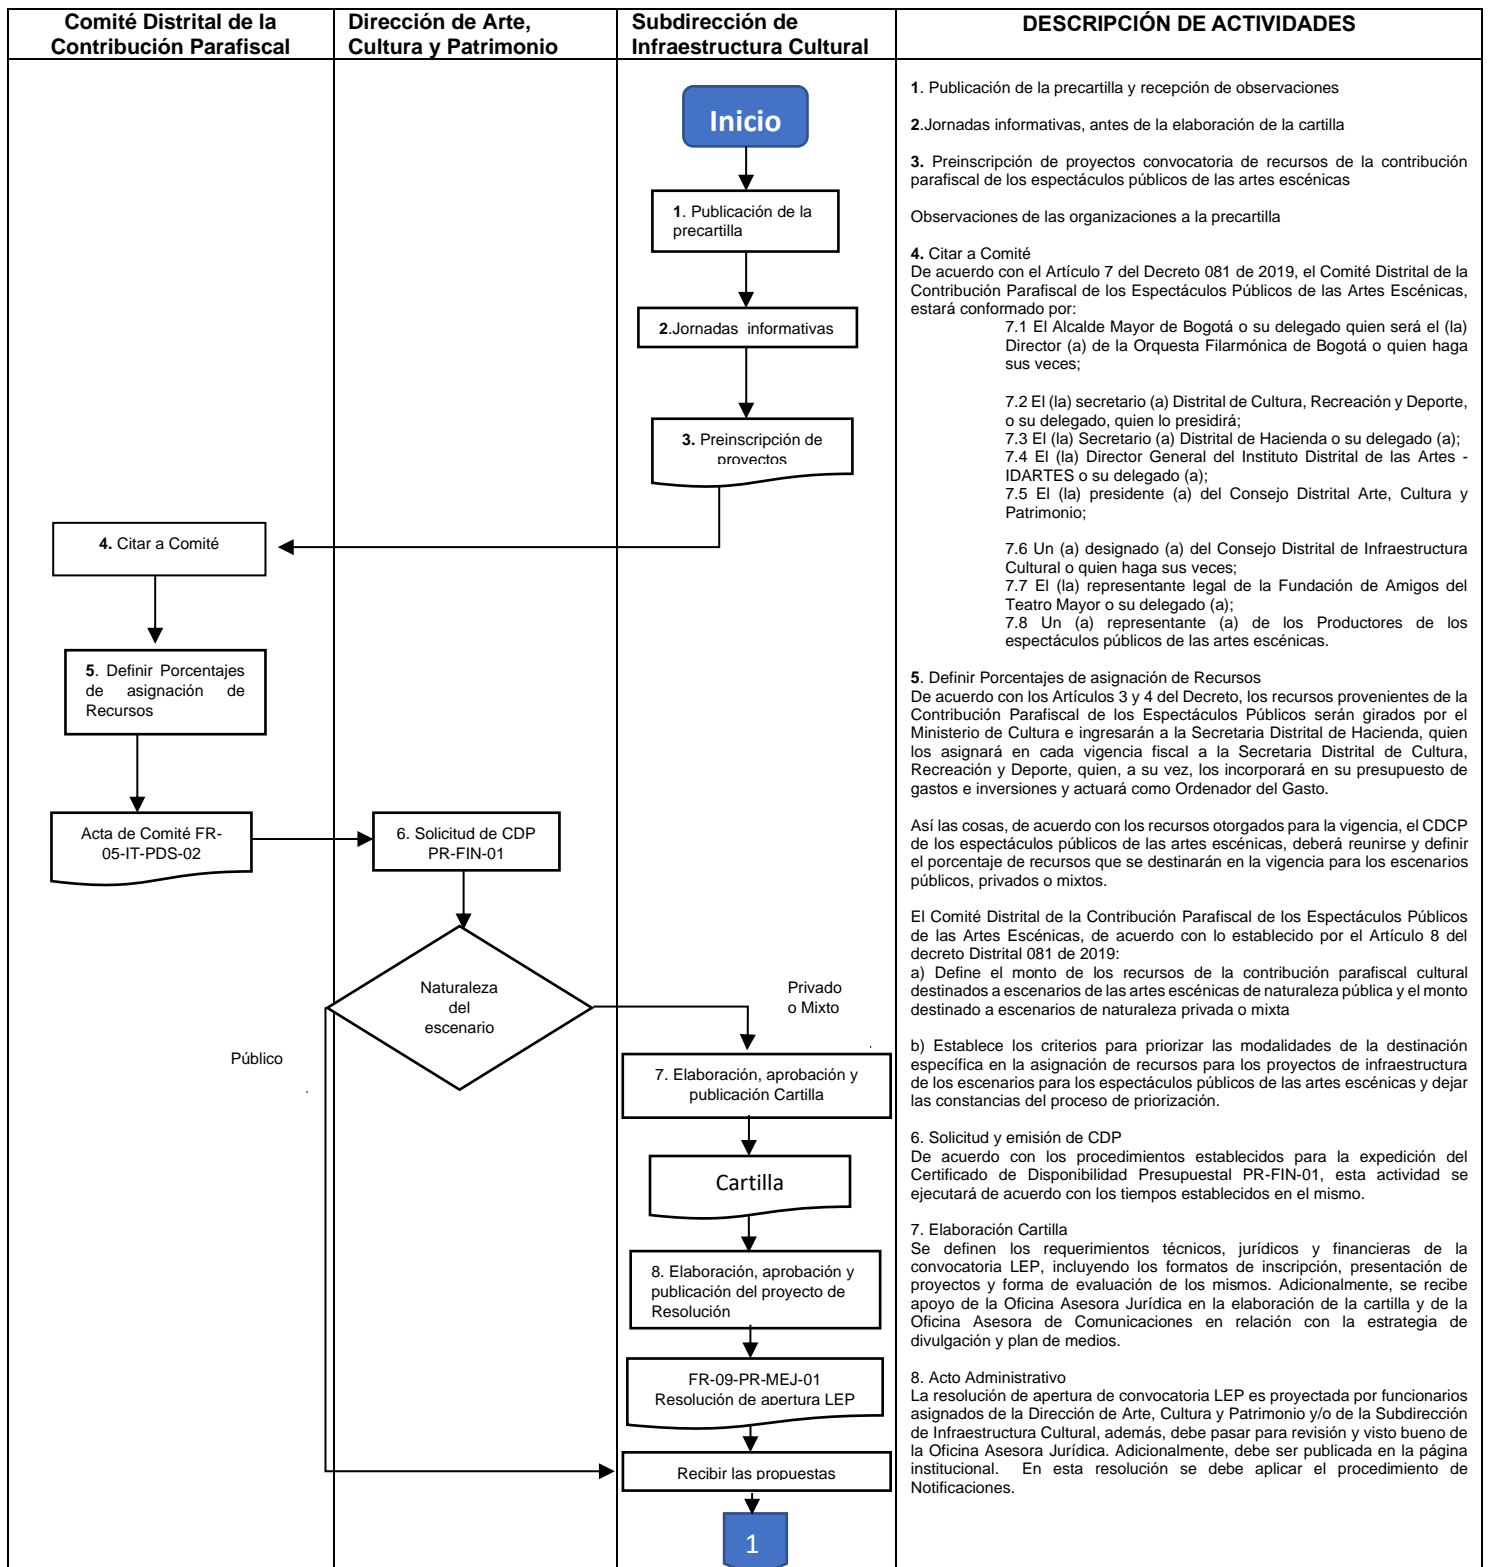 Comité Distrital de la
Contribución Parafiscal
Dirección de Arte,
Cultura y Patrimonio
Subdirección de
Infraestructura Cultural
DESCRIPCIÓN DE ACTIVIDADES
Inicio
1. Publicación de la
precartilla
2.Jornadas informativas
3. Preinscripción de
proyectos
4. Citar a Comité
5. Definir Porcentajes
de asignación de
Recursos
Acta de Comité FR-
05-IT-PDS-02
6. Solicitud de CDP
PR-FIN-01
Naturaleza
del
escenario
Privado
o Mixto
Público
7. Elaboración, aprobación y
publicación Cartilla
Cartilla
8. Elaboración, aprobación y
publicación del proyecto de
Resolución
FR-09-PR-MEJ-01
Resolución de apertura LEP
Recibir las propuestas
1
1. Publicación de la precartilla y recepción de observaciones
2.Jornadas informativas, antes de la elaboración de la cartilla
3. Preinscripción de proyectos convocatoria de recursos de la contribución
parafiscal de los espectáculos públicos de las artes escénicas
Observaciones de las organizaciones a la precartilla
4. Citar a Comité
De acuerdo con el Artículo 7 del Decreto 081 de 2019, el Comité Distrital de la
Contribución Parafiscal de los Espectáculos Públicos de las Artes Escénicas,
estará conformado por:
7.1 El Alcalde Mayor de Bogotá o su delegado quien será el (la)
Director (a) de la Orquesta Filarmónica de Bogotá o quien haga
sus veces;
7.2 El (la) secretario (a) Distrital de Cultura, Recreación y Deporte,
o su delegado, quien lo presidirá;
7.3 El (la) Secretario (a) Distrital de Hacienda o su delegado (a);
7.4 El (la) Director General del Instituto Distrital de las Artes -
IDARTES o su delegado (a);
7.5 El (la) presidente (a) del Consejo Distrital Arte, Cultura y
Patrimonio;
7.6 Un (a) designado (a) del Consejo Distrital de Infraestructura
Cultural o quien haga sus veces;
7.7 El (la) representante legal de la Fundación de Amigos del
Teatro Mayor o su delegado (a);
7.8 Un (a) representante (a) de los Productores de los
espectáculos públicos de las artes escénicas.
5. Definir Porcentajes de asignación de Recursos
De acuerdo con los Artículos 3 y 4 del Decreto, los recursos provenientes de la
Contribución Parafiscal de los Espectáculos Públicos serán girados por el
Ministerio de Cultura e ingresarán a la Secretaria Distrital de Hacienda, quien
los asignará en cada vigencia fiscal a la Secretaria Distrital de Cultura,
Recreación y Deporte, quien, a su vez, los incorporará en su presupuesto de
gastos e inversiones y actuará como Ordenador del Gasto.
Así las cosas, de acuerdo con los recursos otorgados para la vigencia, el CDCP
de los espectáculos públicos de las artes escénicas, deberá reunirse y definir
el porcentaje de recursos que se destinarán en la vigencia para los escenarios
públicos, privados o mixtos.
El Comité Distrital de la Contribución Parafiscal de los Espectáculos Públicos
de las Artes Escénicas, de acuerdo con lo establecido por el Artículo 8 del
decreto Distrital 081 de 2019:
a) Define el monto de los recursos de la contribución parafiscal cultural
destinados a escenarios de las artes escénicas de naturaleza pública y el monto
destinado a escenarios de naturaleza privada o mixta
b) Establece los criterios para priorizar las modalidades de la destinación
específica en la asignación de recursos para los proyectos de infraestructura
de los escenarios para los espectáculos públicos de las artes escénicas y dejar
las constancias del proceso de priorización.
6. Solicitud y emisión de CDP
De acuerdo con los procedimientos establecidos para la expedición del
Certificado de Disponibilidad Presupuestal PR-FIN-01, esta actividad se
ejecutará de acuerdo con los tiempos establecidos en el mismo.
7. Elaboración Cartilla
Se definen los requerimientos técnicos, jurídicos y financieras de la
convocatoria LEP, incluyendo los formatos de inscripción, presentación de
proyectos y forma de evaluación de los mismos. Adicionalmente, se recibe
apoyo de la Oficina Asesora Jurídica en la elaboración de la cartilla y de la
Oficina Asesora de Comunicaciones en relación con la estrategia de
divulgación y plan de medios.
8. Acto Administrativo
La resolución de apertura de convocatoria LEP es proyectada por funcionarios
asignados de la Dirección de Arte, Cultura y Patrimonio y/o de la Subdirección
de Infraestructura Cultural, además, debe pasar para revisión y visto bueno de
la Oficina Asesora Jurídica. Adicionalmente, debe ser publicada en la página
institucional. En esta resolución se debe aplicar el procedimiento de
Notificaciones.